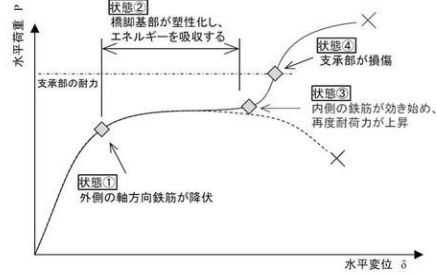 状態②
橋脚基部が塑性化し、
エネルギーを吸収する
水平荷重 P
状態④
支承部が損傷
支承部の耐力
状態③
内側の鉄筋が効き始め、
再度耐荷力が上昇
状態①
外側の軸方向鉄筋が降伏
水平変位 δ